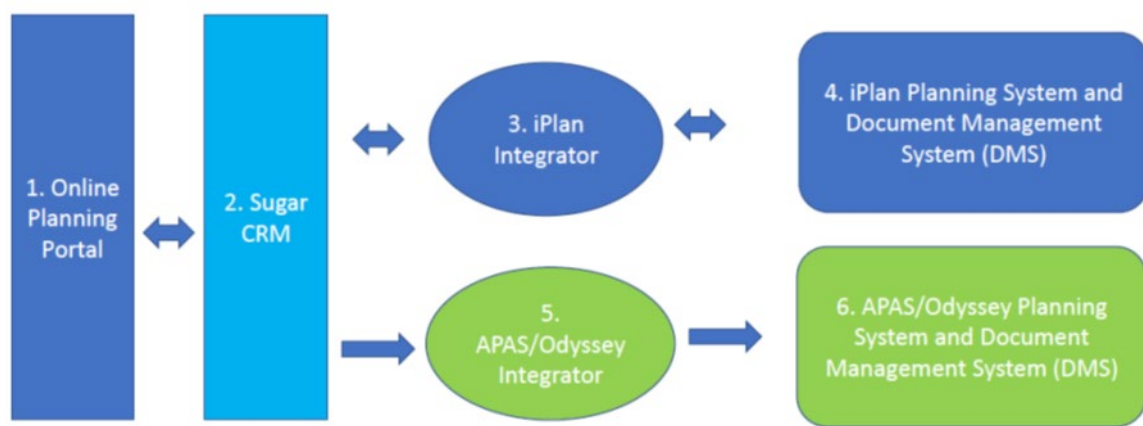 1. Online
Planning
Portal
2. Sugar
CRM
3. iPlan
Integrator
4. iPlan Planning System and
Document Management
System (DMS)
5.
APAS/Odyssey
Integrator
6. APAS/Odyssey Planning
System and Document
Management System (DMS)